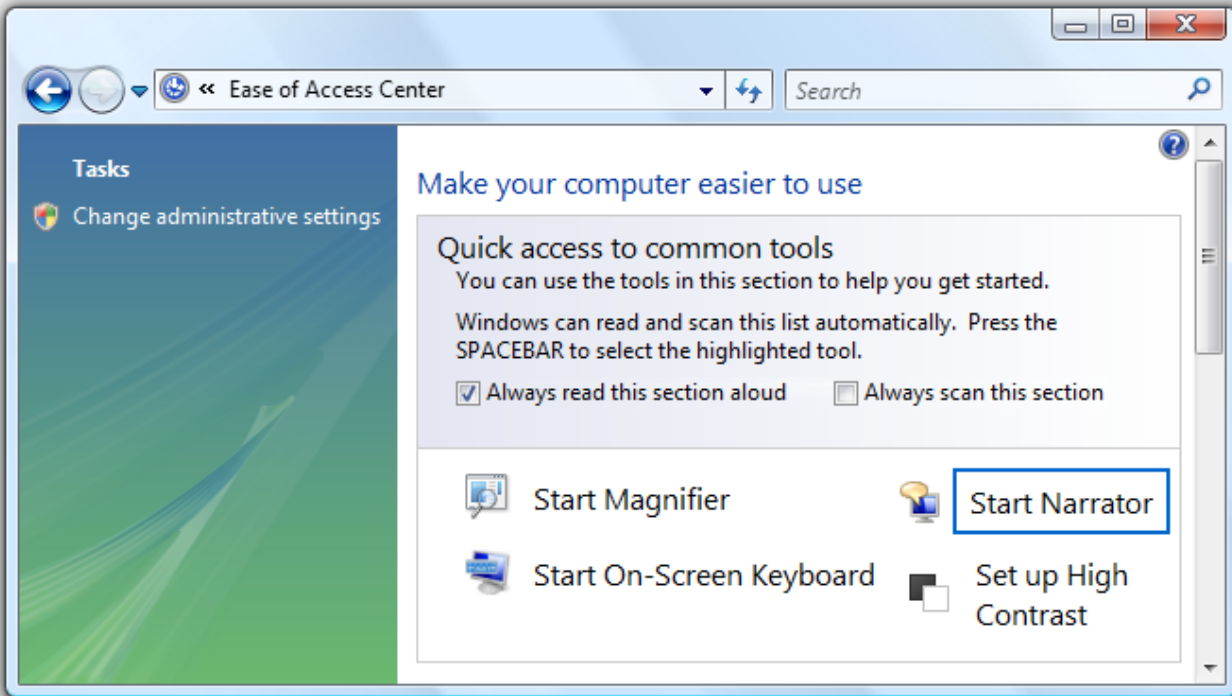 « Ease of Access Center
Search
Tasks
Change administrative settings
Make your computer easier to use
Quick access to common tools
You can use the tools in this section to help you get started.
Windows can read and scan this list automatically.  Press the
SPACEBAR to select the highlighted tool.
Always read this section aloud
Always scan this section
Start Magnifier
Start Narrator
Start On-Screen Keyboard
Set up High
Contrast